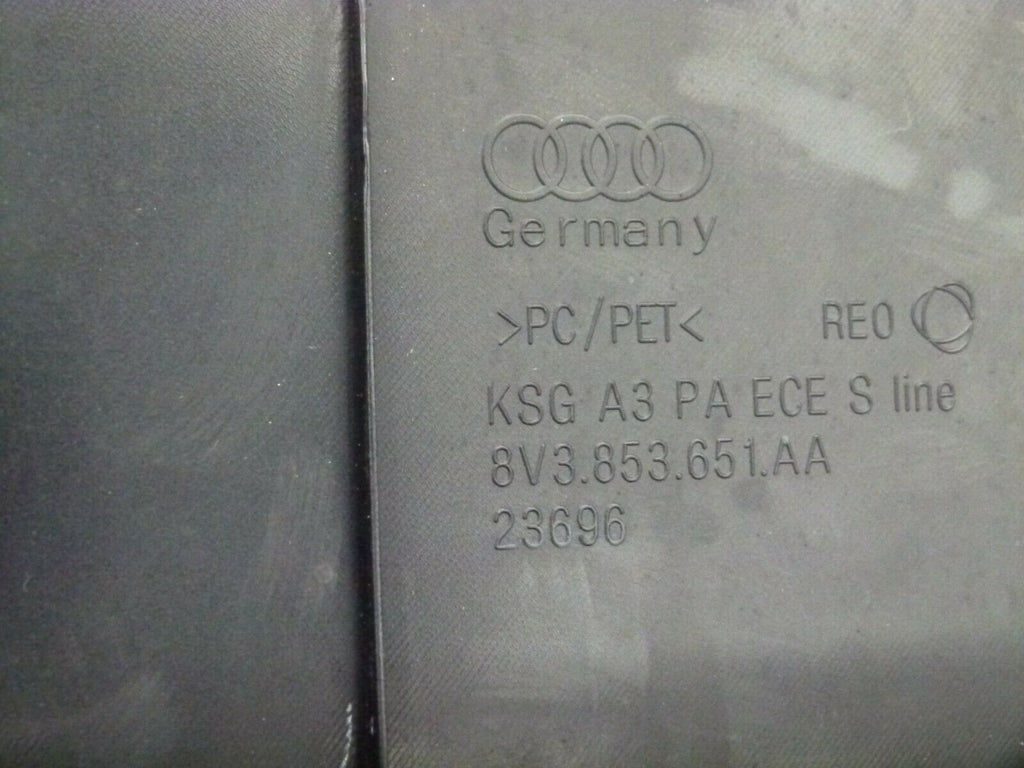 Germany
>PC/PET< REO
KSG A3 PA ECE S line
8V3.853.651.AA
23696